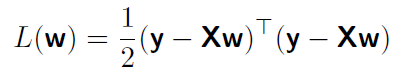 L(w) = 1/2 (y − Xw)⊤(y − Xw)